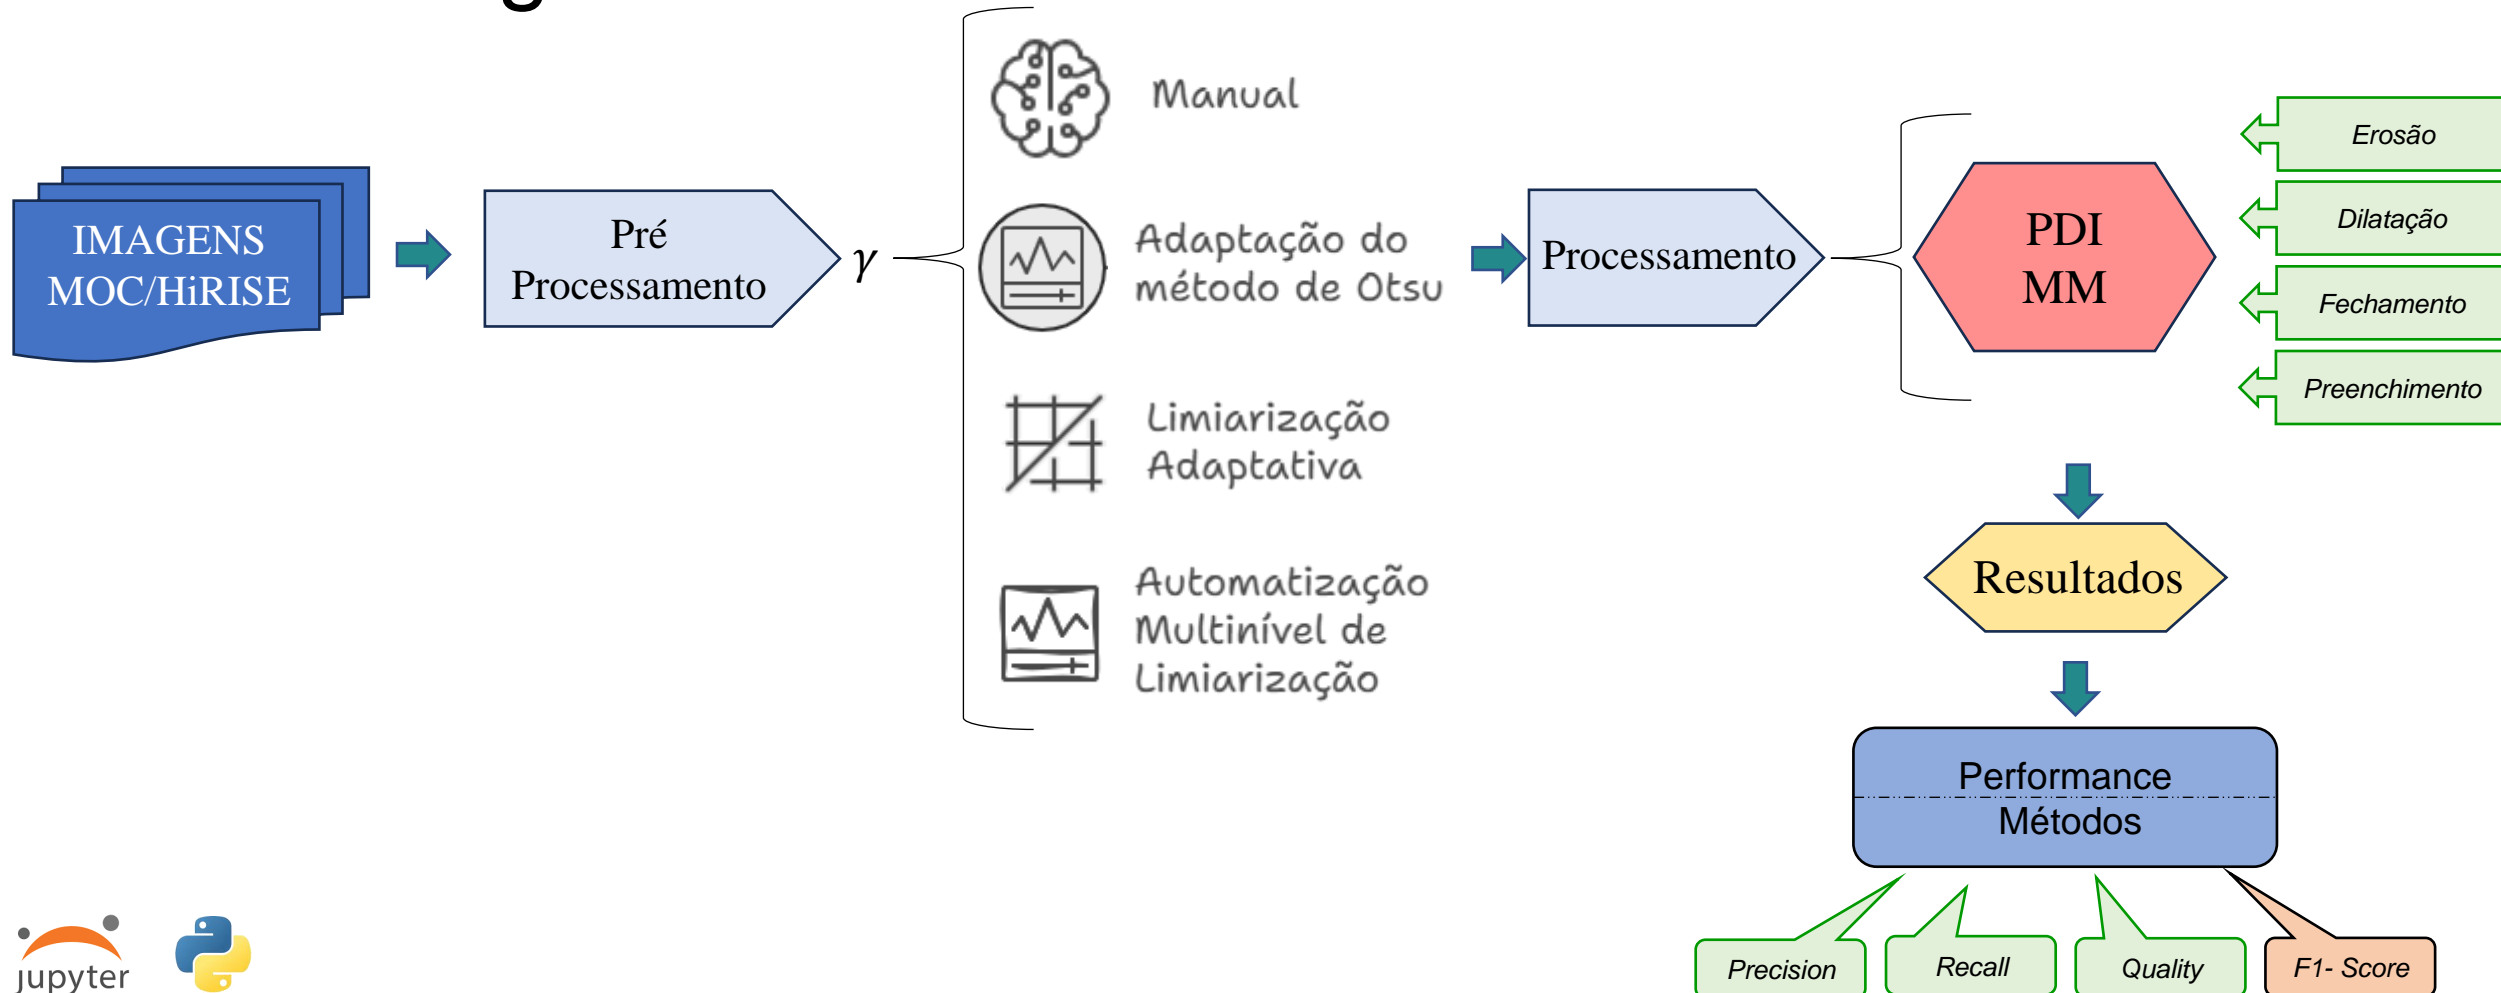 g
IMAGENS
MOC/HiRISE
Pré
Processamento
γ
Manual
Adaptação do
método de Otsu
Limiarização
Adaptativa
Automatização
Multinível de
Limiarização
Processamento
PDI
MM
Erosão
Dilatação
Fechamento
Preenchimento
Resultados
Performance
Métodos
Precision
Recall
Quality
F1- Score
jupyter